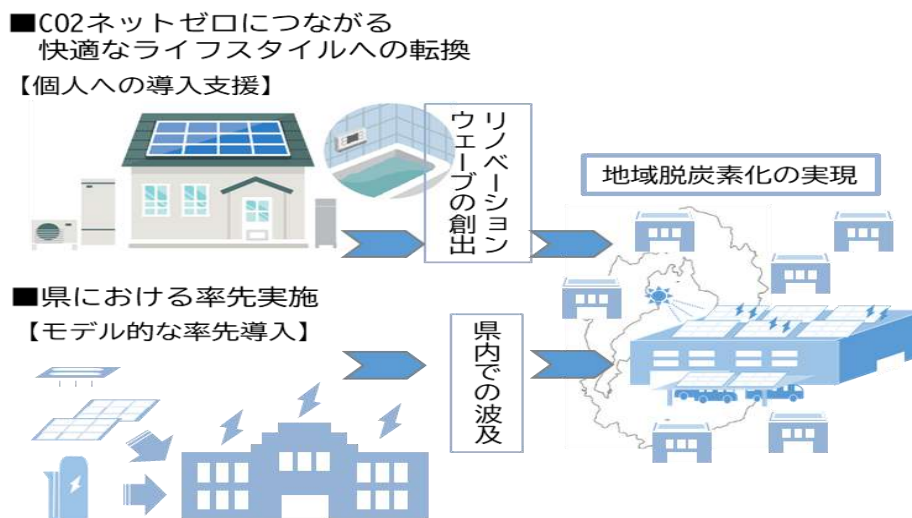 ■CO2ネットゼロにつながる
快適なライフスタイルへの転換
【個人への導入支援】
リノベーション
ウェーブの創出
地域脱炭素化の実現
■県における率先実施
【モデル的な率先導入】
県内での波及